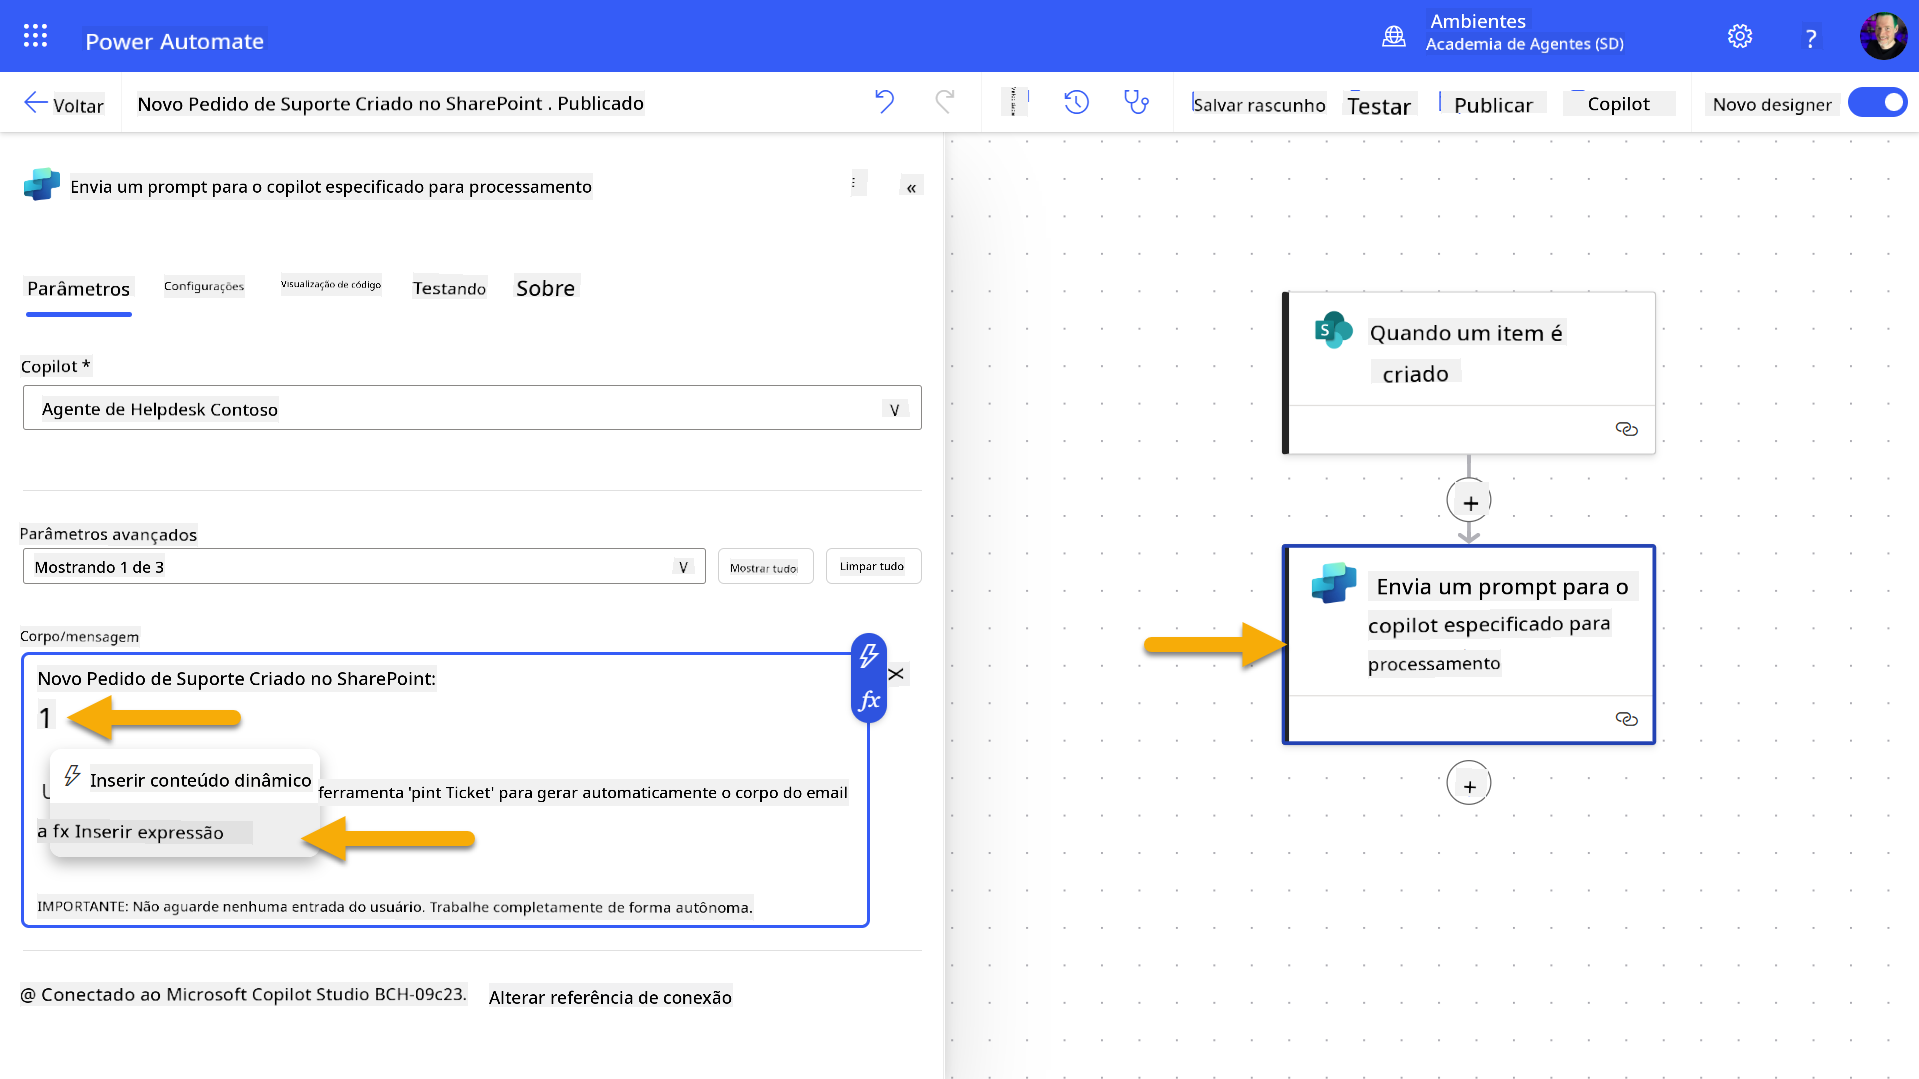 Power Automate
Ambientes
Academia de Agentes (SD)
?
Voltar
Novo Pedido de Suporte Criado no SharePoint . Publicado
Salvar rascunho
Testar
Publicar
Copilot
Novo designer
Envia um prompt para o copilot especificado para processamento
«
Parâmetros
Configurações
Visualização de código
Testando
Sobre
Copilot *
Agente de Helpdesk Contoso
V
Parâmetros avançados
Mostrando 1 de 3
V
Mostrar tudo
Limpar tudo
Corpo/mensagem
Novo Pedido de Suporte Criado no SharePoint:
1
fx
Inserir conteúdo dinâmico
ferramenta 'pint Ticket' para gerar automaticamente o corpo do email
a fx Inserir expressão
IMPORTANTE: Não aguarde nenhuma entrada do usuário. Trabalhe completamente de forma autônoma.
@ Conectado ao Microsoft Copilot Studio BCH-09c23.
Alterar referência de conexão
S
Quando um item é
criado
+
Envia um prompt para o
copilot especificado para
processamento
+